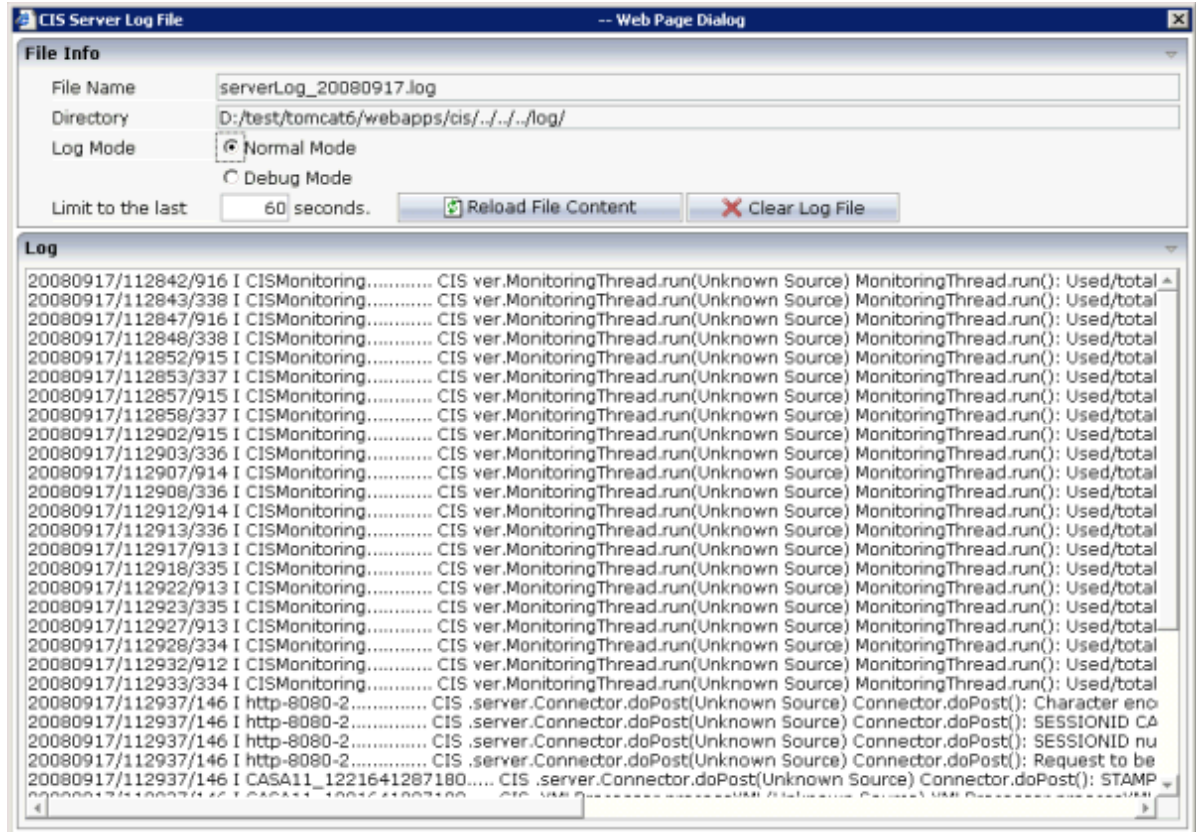 CIS Server Log File -- Web Page Dialog
File Info
File Name serverLog_20080917.log
Directory D:/test/tomcat6/webapps/cis/../../../log/
Log Mode Normal Mode
Debug Mode
Limit to the last 60 seconds. Reload File Content Clear Log File
Log
20080917/112842/916 I CISMonitoring............ CIS ver.MonitoringThread.run(Unknown Source) MonitoringThread.run(): Used/total
20080917/112843/338 I CISMonitoring............ CIS ver.MonitoringThread.run(Unknown Source) MonitoringThread.run(): Used/total
20080917/112847/916 I CISMonitoring............ CIS ver.MonitoringThread.run(Unknown Source) MonitoringThread.run(): Used/total
20080917/112848/338 I CISMonitoring............ CIS ver.MonitoringThread.run(Unknown Source) MonitoringThread.run(): Used/total
20080917/112852/915 I CISMonitoring............ CIS ver.MonitoringThread.run(Unknown Source) MonitoringThread.run(): Used/total
20080917/112853/337 I CISMonitoring............ CIS ver.MonitoringThread.run(Unknown Source) MonitoringThread.run(): Used/total
20080917/112857/915 I CISMonitoring............ CIS ver.MonitoringThread.run(Unknown Source) MonitoringThread.run(): Used/total
20080917/112858/337 I CISMonitoring............ CIS ver.MonitoringThread.run(Unknown Source) MonitoringThread.run(): Used/total
20080917/112902/915 I CISMonitoring............ CIS ver.MonitoringThread.run(Unknown Source) MonitoringThread.run(): Used/total
20080917/112903/336 I CISMonitoring............ CIS ver.MonitoringThread.run(Unknown Source) MonitoringThread.run(): Used/total
20080917/112907/914 I CISMonitoring............ CIS ver.MonitoringThread.run(Unknown Source) MonitoringThread.run(): Used/total
20080917/112908/336 I CISMonitoring............ CIS ver.MonitoringThread.run(Unknown Source) MonitoringThread.run(): Used/total
20080917/112912/914 I CISMonitoring............ CIS ver.MonitoringThread.run(Unknown Source) MonitoringThread.run(): Used/total
20080917/112913/336 I CISMonitoring............ CIS ver.MonitoringThread.run(Unknown Source) MonitoringThread.run(): Used/total
20080917/112917/913 I CISMonitoring............ CIS ver.MonitoringThread.run(Unknown Source) MonitoringThread.run(): Used/total
20080917/112918/335 I CISMonitoring............ CIS ver.MonitoringThread.run(Unknown Source) MonitoringThread.run(): Used/total
20080917/112922/913 I CISMonitoring............ CIS ver.MonitoringThread.run(Unknown Source) MonitoringThread.run(): Used/total
20080917/112923/335 I CISMonitoring............ CIS ver.MonitoringThread.run(Unknown Source) MonitoringThread.run(): Used/total
20080917/112927/913 I CISMonitoring............ CIS ver.MonitoringThread.run(Unknown Source) MonitoringThread.run(): Used/total
20080917/112928/334 I CISMonitoring............ CIS ver.MonitoringThread.run(Unknown Source) MonitoringThread.run(): Used/total
20080917/112932/912 I CISMonitoring............ CIS ver.MonitoringThread.run(Unknown Source) MonitoringThread.run(): Used/total
20080917/112933/334 I CISMonitoring............ CIS ver.MonitoringThread.run(Unknown Source) MonitoringThread.run(): Used/total
20080917/112937/146 I http-8080-2.............. CIS .server.Connector.doPost(Unknown Source) Connector.doPost(): Character enc
20080917/112937/146 I http-8080-2.............. CIS .server.Connector.doPost(Unknown Source) Connector.doPost(): SESSIONID CA
20080917/112937/146 I http-8080-2.............. CIS .server.Connector.doPost(Unknown Source) Connector.doPost(): SESSIONID nu
20080917/112937/146 I http-8080-2.............. CIS .server.Connector.doPost(Unknown Source) Connector.doPost(): Request to be
20080917/112937/146 I CASA11_1221641287180..... CIS .server.Connector.doPost(Unknown Source) Connector.doPost(): STAMP